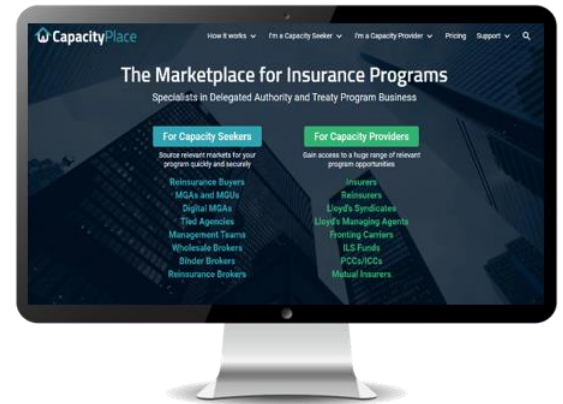 CapacityPlace
How it works I'm a Capacity Seeker I'm a Capacity Provider Pricing Support
The Marketplace for Insurance Programs
Specialists in Delegated Authority and Treaty Program Business
For Capacity Seekers
Source relevant markets for your
program quickly and securely
Reinsurance Buyers
MGAs and MGUs
Digital MGAs
Tied Agencies
Management Teams
Wholesale Brokers
Binder Brokers
Reinsurance Brokers
For Capacity Providers
Gain access to a huge range of relevant
program opportunities
Insurers
Reinsurers
Lloyd's Syndicates
Lloyd's Managing Agents
Fronting Carriers
ILS Funds
PCCs/ICCs
Mutual Insurers